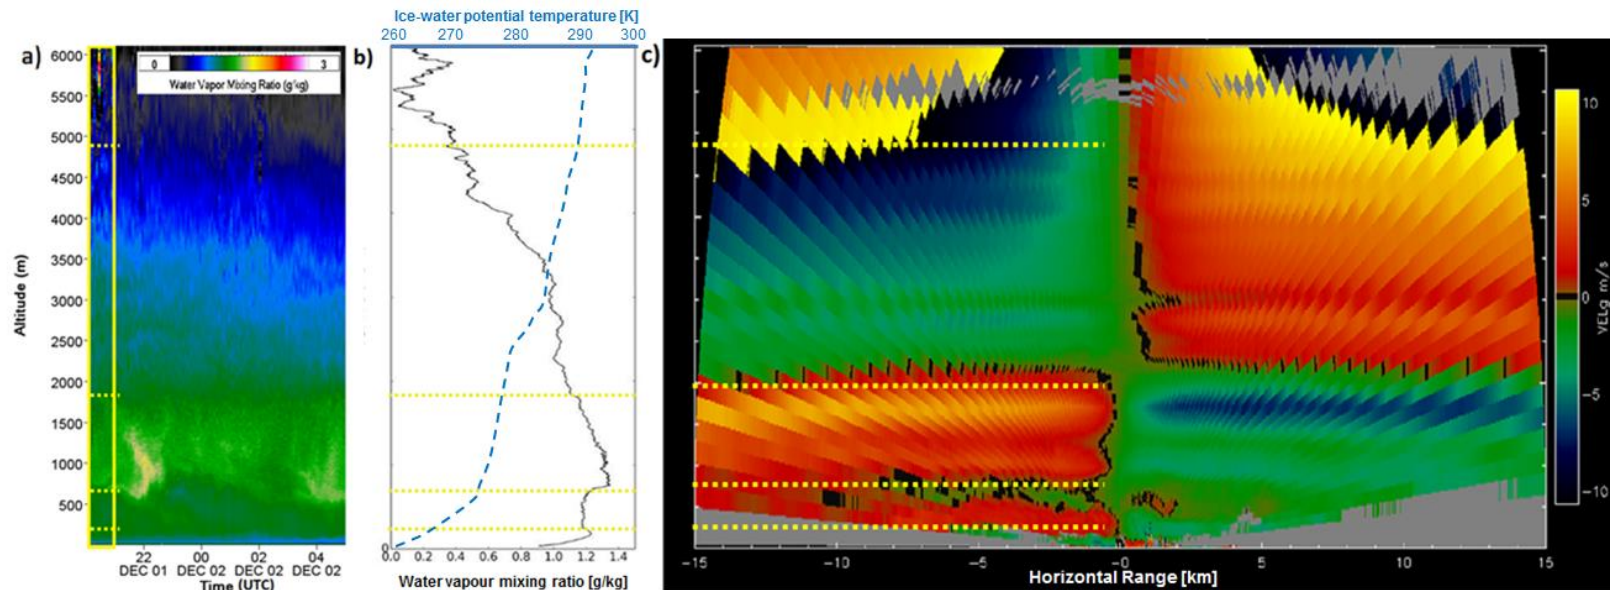 Ice-water potential temperature [K]
260 270 280 290 300
a)
b)
c)
0 3
Water Vapor Mixing Ratio (g/kg)
6000
5500
5000
4500
4000
3500
3000
2500
2000
1500
1000
500
Altitude (m)
22 00 02 04
DEC 01 DEC 02 DEC 02 DEC 02
Time (UTC)
0.0 0.2 0.4 0.6 0.8 1.0 1.2 1.4
Water vapour mixing ratio [g/kg]
10
5
0
-5
-10
VELg m/s
-15 -10 -5 -0 5 10 15
Horizontal Range [km]